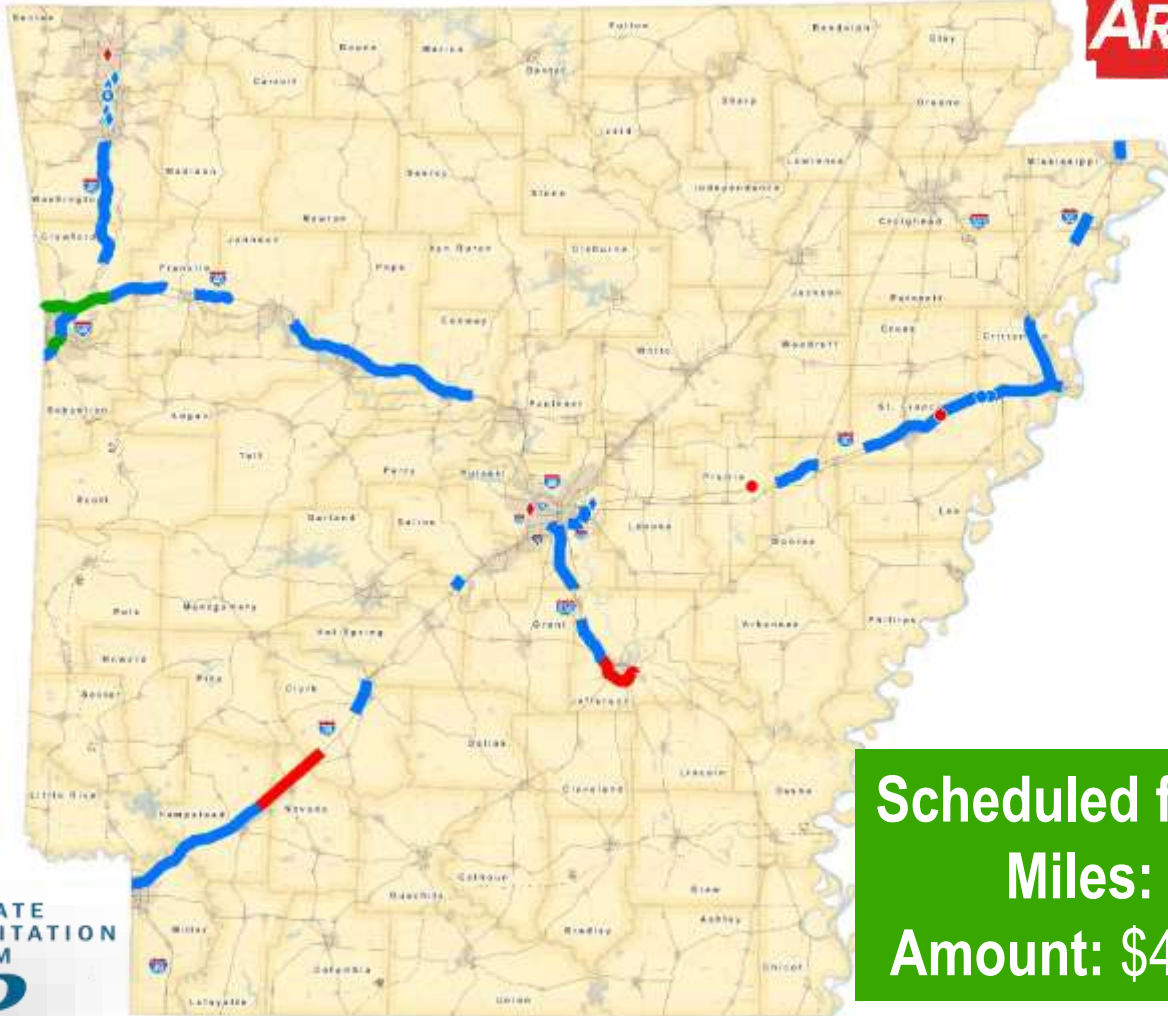 AR
Benton
Boone
Marion
Fulton
Randolph
Clay
Carroll
Baxter
Sharp
Greene
Izard
Lawrence
Mississippi
Madison
Searcy
Stone
Independence
Washington
Newton
Craighead
Crawford
Johnson
Van Buren
Cleburne
Franklin
Pope
Jackson
Poinsett
Conway
Cross
Crittenden
White
Woodruff
Sebastian
Logan
Faulkner
St. Francis
Yell
Perry
Pulaski
Prairie
Scott
Garland
Saline
Lonoke
Lee
Monroe
Polk
Montgomery
Hot Spring
Grant
Arkansas
Phillips
Howard
Pike
Clark
Sevier
Jefferson
Dallas
Lincoln
Cleveland
Desha
Little River
Hempstead
Nevada
Scheduled f
Miles:
Amount: $4
Calhoun
Ouachita
Drew
Ashley
Bradley
Miller
Chicot
Columbia
Union
Lafayette
ATE
ITATION
M